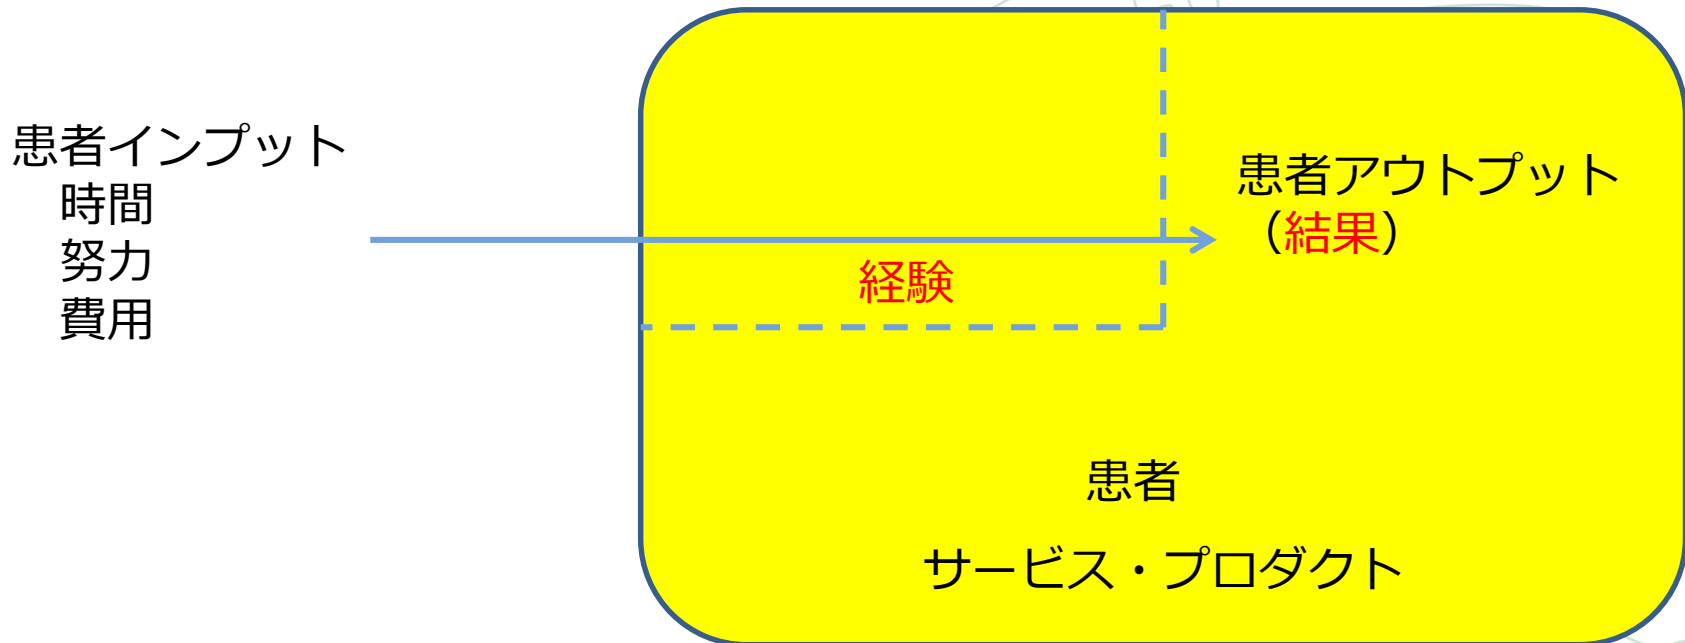 患者インプット
時間
努力
費用
経験
患者アウトプット
（結果）
患者
サービス・プロダクト